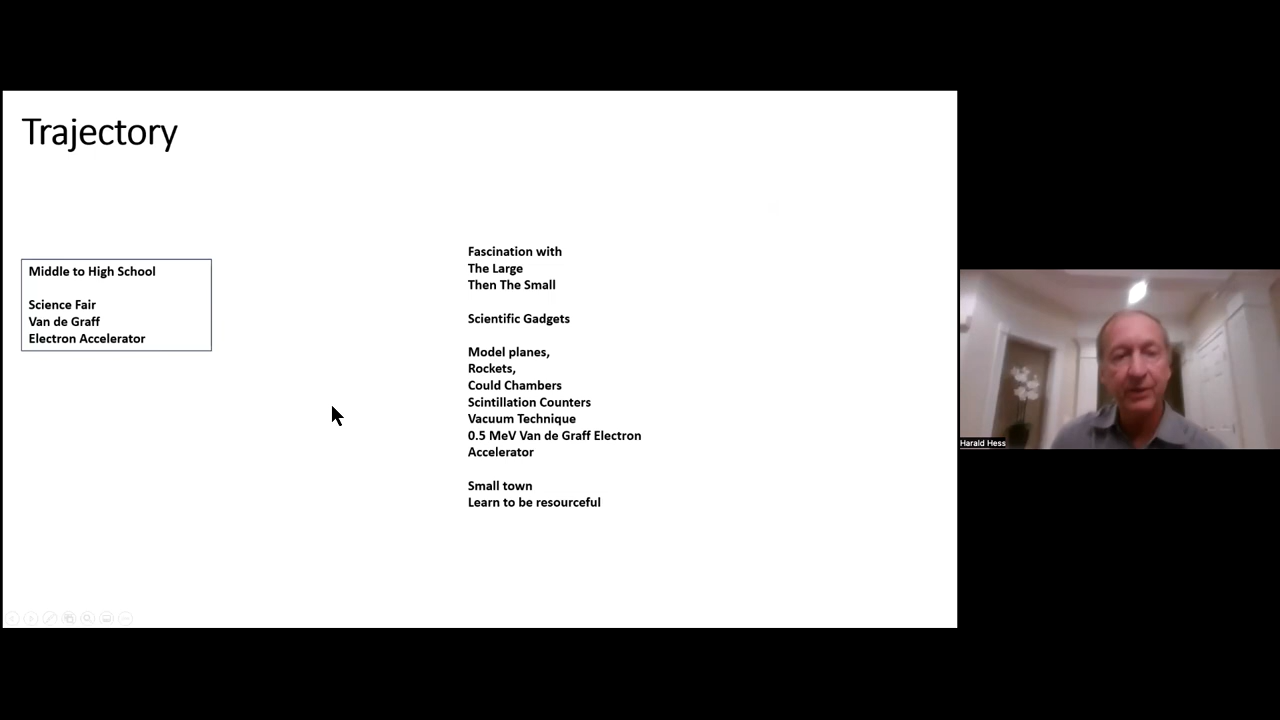 Trajectory
Middle to High School
Science Fair
Van de Graff
Electron Accelerator
Fascination with
The Large
Then The Small
Scientific Gadgets
Model planes,
Rockets,
Could Chambers
Scintillation Counters
Vacuum Technique
0.5 MeV Van de Graff Electron
Accelerator
Small town
Learn to be resourceful
Harald Hess